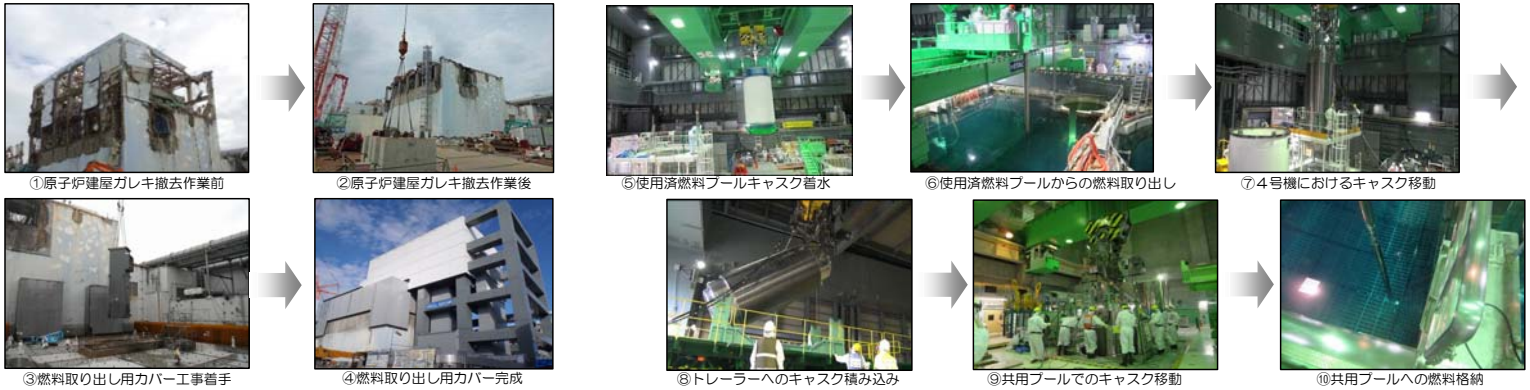 ①原子炉建屋ガレキ撤去作業前
②原子炉建屋ガレキ撤去作業後
③燃料取り出し用カバー工事着手
④燃料取り出し用カバー完成
⑤使用済燃料プールキャスク着水
⑥使用済燃料プールからの燃料取り出し
⑦４号機におけるキャスク移動
⑧トレーラーへのキャスク積み込み
⑨共用プールでのキャスク移動
⑩共用プールへの燃料格納